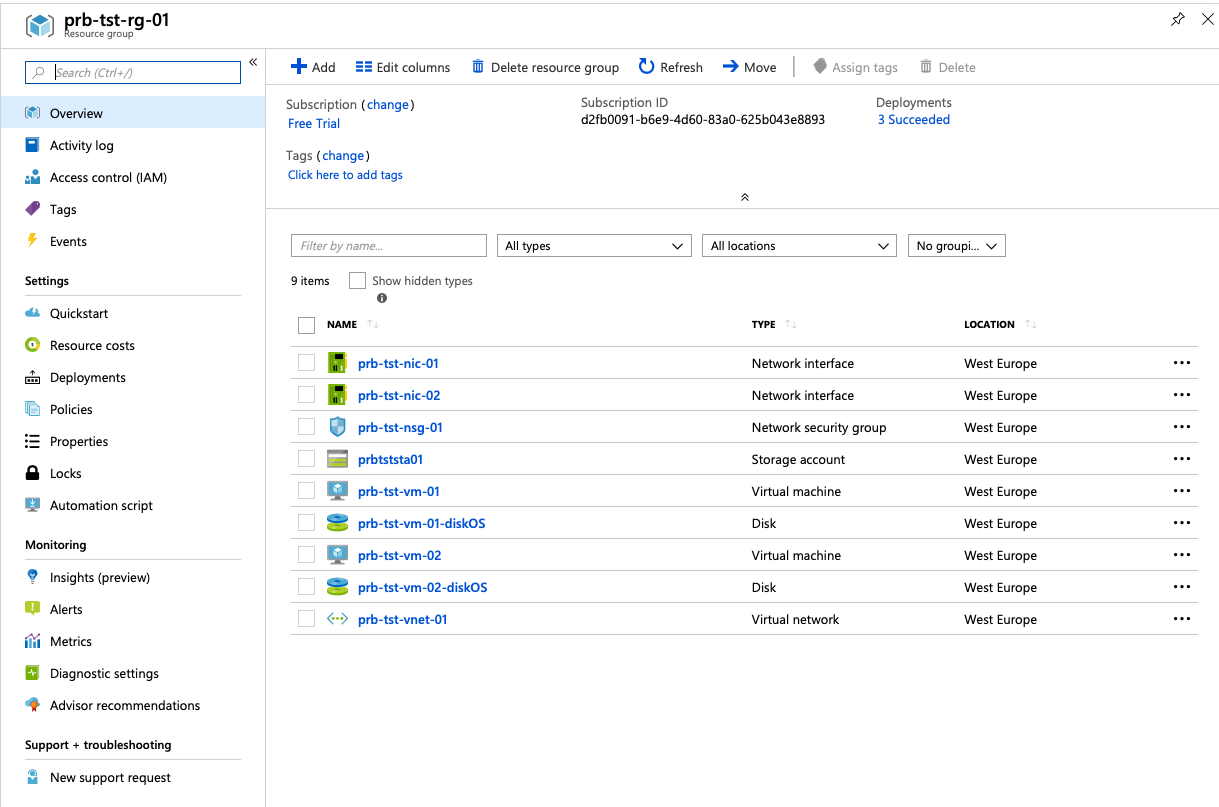 prb-tst-rg-01
Resource group
Search (Ctrl+/)
Overview
Activity log
Access control (IAM)
Tags
Events
Settings
Quickstart
Resource costs
Deployments
Policies
Properties
Locks
Automation script
Monitoring
Insights (preview)
Alerts
Metrics
Diagnostic settings
Advisor recommendations
Support + troubleshooting
New support request
Add Edit columns Delete resource group Refresh Move Assign tags Delete
Subscription (change)
Free Trial
Subscription ID
d2fb0091-b6e9-4d60-83a0-625b043e8893
Deployments
3 Succeeded
Tags (change)
Click here to add tags
Filter by name... All types All locations No groupi...
9 items Show hidden types
NAME TYPE LOCATION
prb-tst-nic-01 Network interface West Europe
prb-tst-nic-02 Network interface West Europe
prb-tst-nsg-01 Network security group West Europe
prbtststa01 Storage account West Europe
prb-tst-vm-01 Virtual machine West Europe
prb-tst-vm-01-diskOS Disk West Europe
prb-tst-vm-02 Virtual machine West Europe
prb-tst-vm-02-diskOS Disk West Europe
prb-tst-vnet-01 Virtual network West Europe